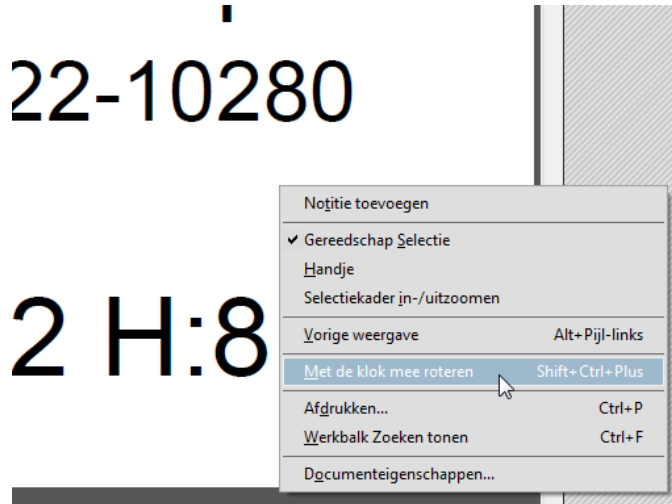 22-10280
Notitie toevoegen
Gereedschap Selectie
Handje
Selectiekader in-/uitzoomen
2 H:8
Vorige weergave Alt+Pijl-links
Met de klok mee roteren Shift+Ctrl+Plus
Afdrukken... Ctrl+P
Werkbalk Zoeken tonen Ctrl+F
Documenteigenschappen...